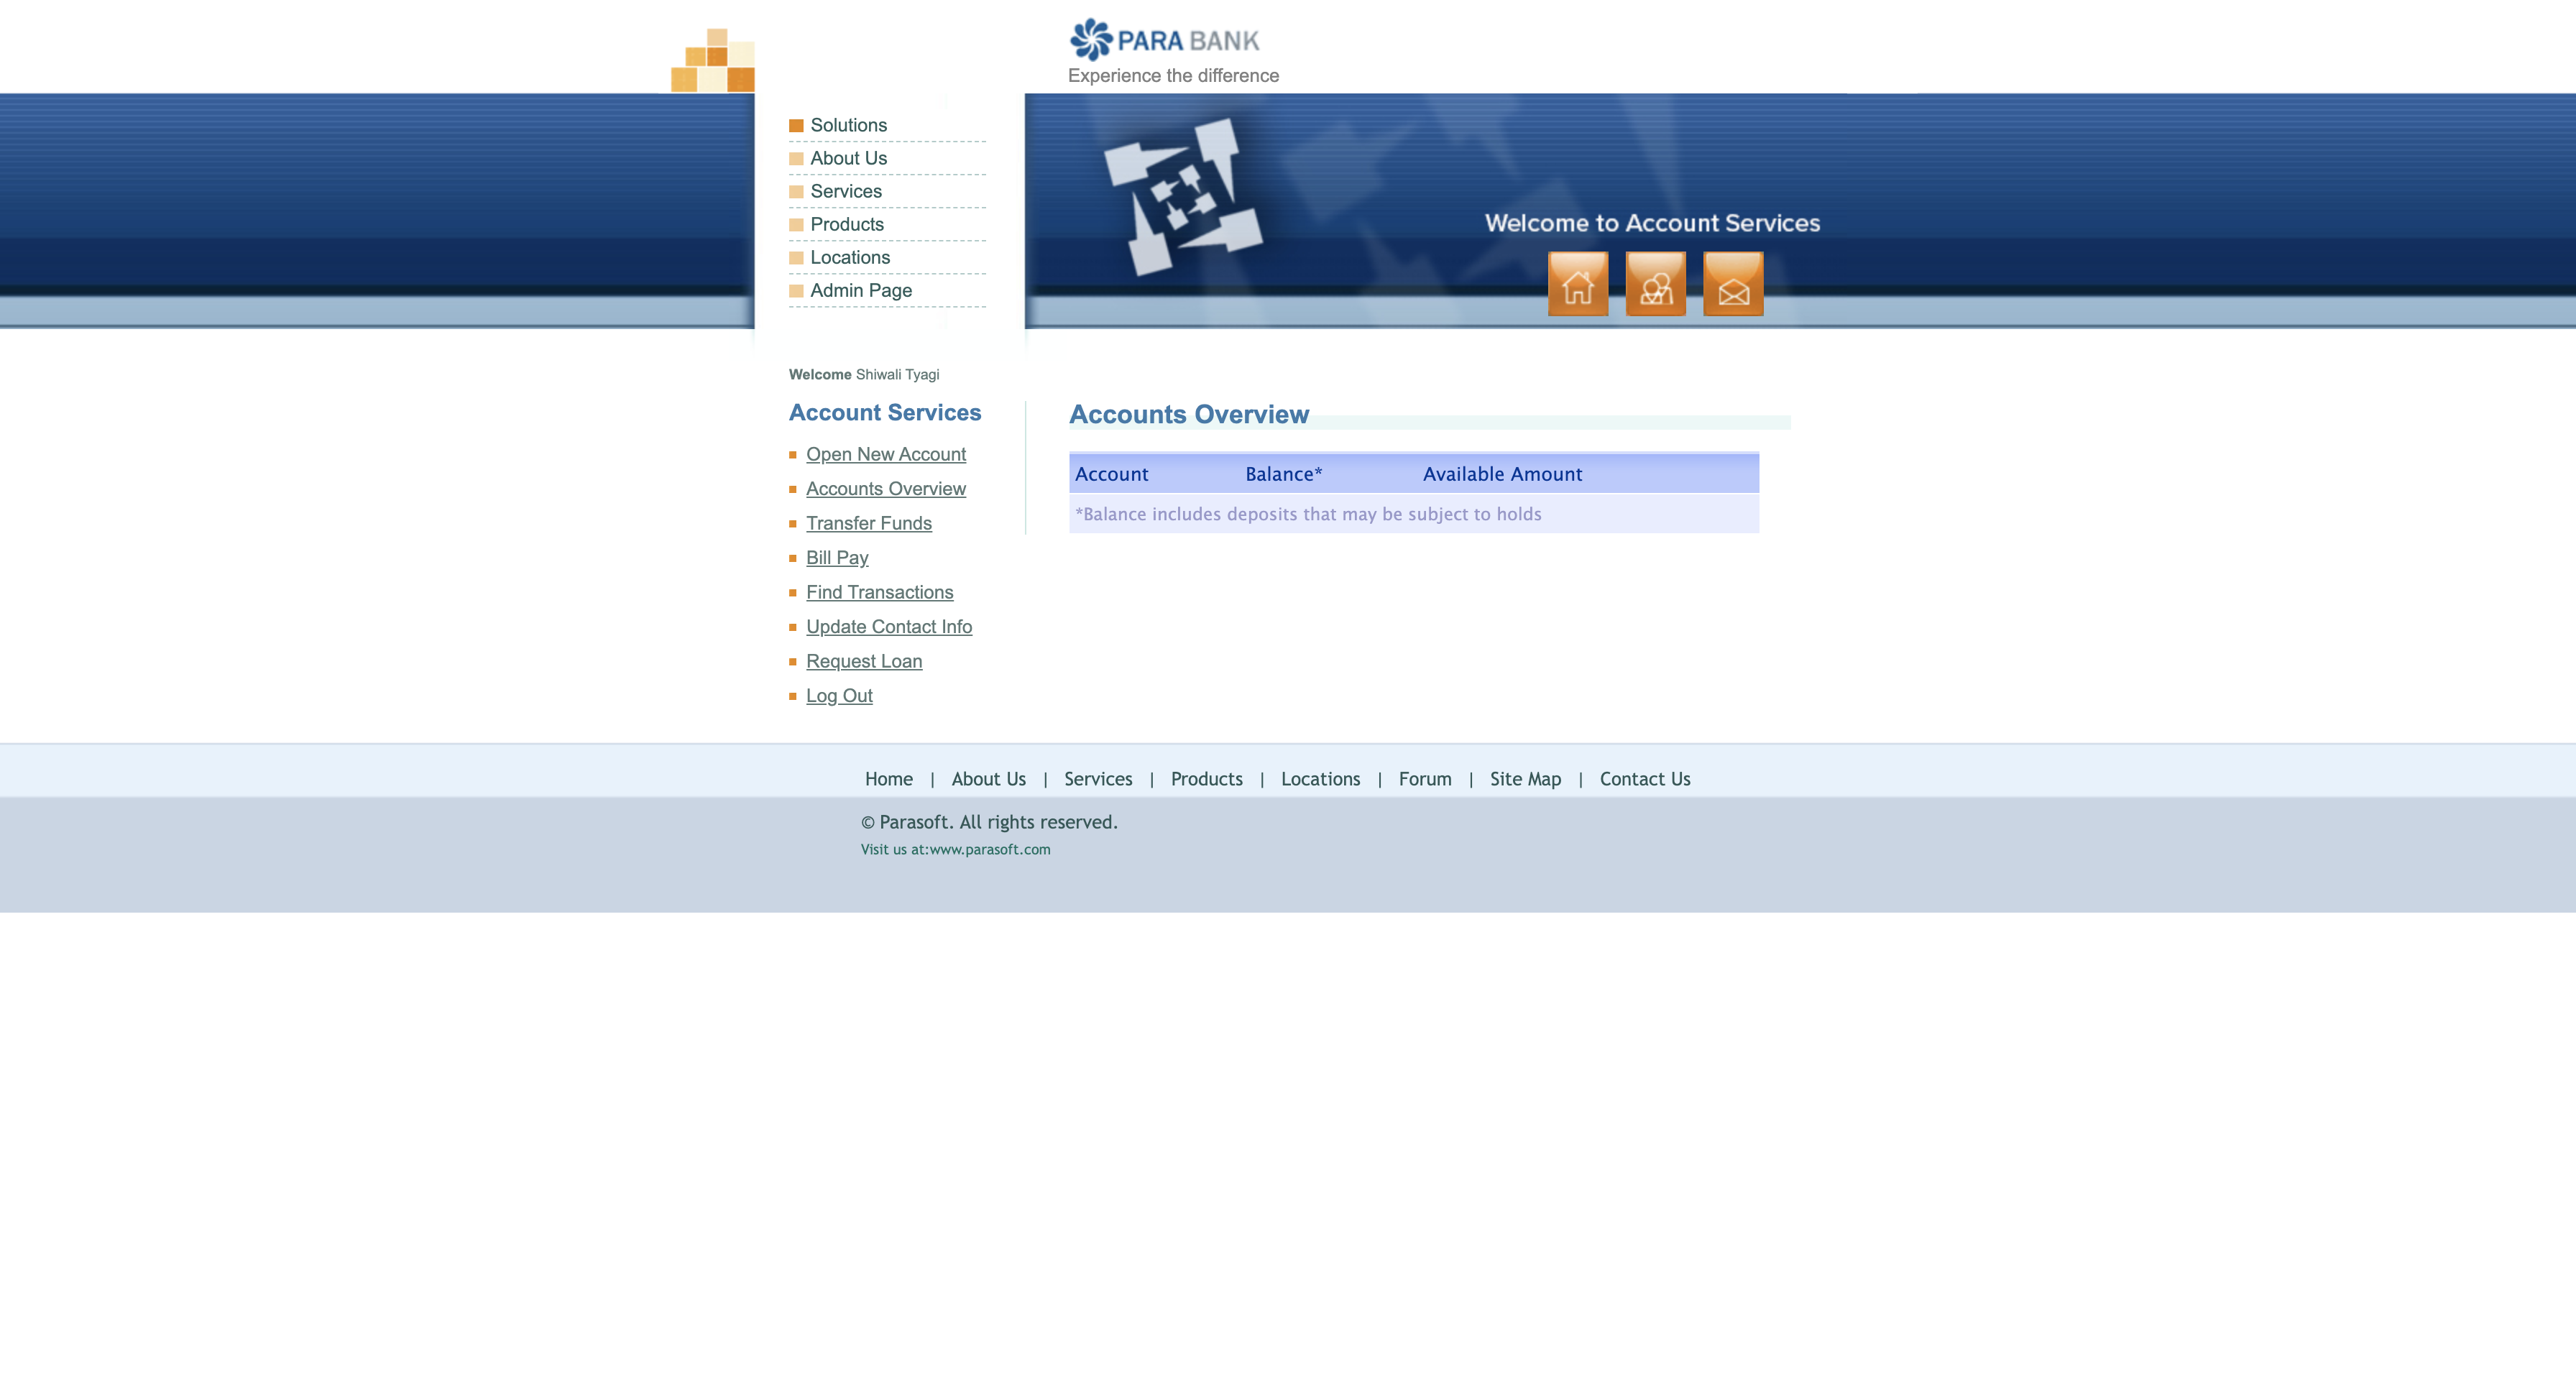 PARA BANK
Experience the difference
Solutions
About Us
Services
Products
Locations
Admin Page
Welcome to Account Services
Welcome Shiwali Tyagi
Account Services
Open New Account
Accounts Overview
Transfer Funds
Bill Pay
Find Transactions
Update Contact Info
Request Loan
Log Out
Accounts Overview
Account Balance* Available Amount
*Balance includes deposits that may be subject to holds
Home | About Us | Services | Products | Locations | Forum | Site Map | Contact Us
© Parasoft. All rights reserved.
Visit us at:www.parasoft.com